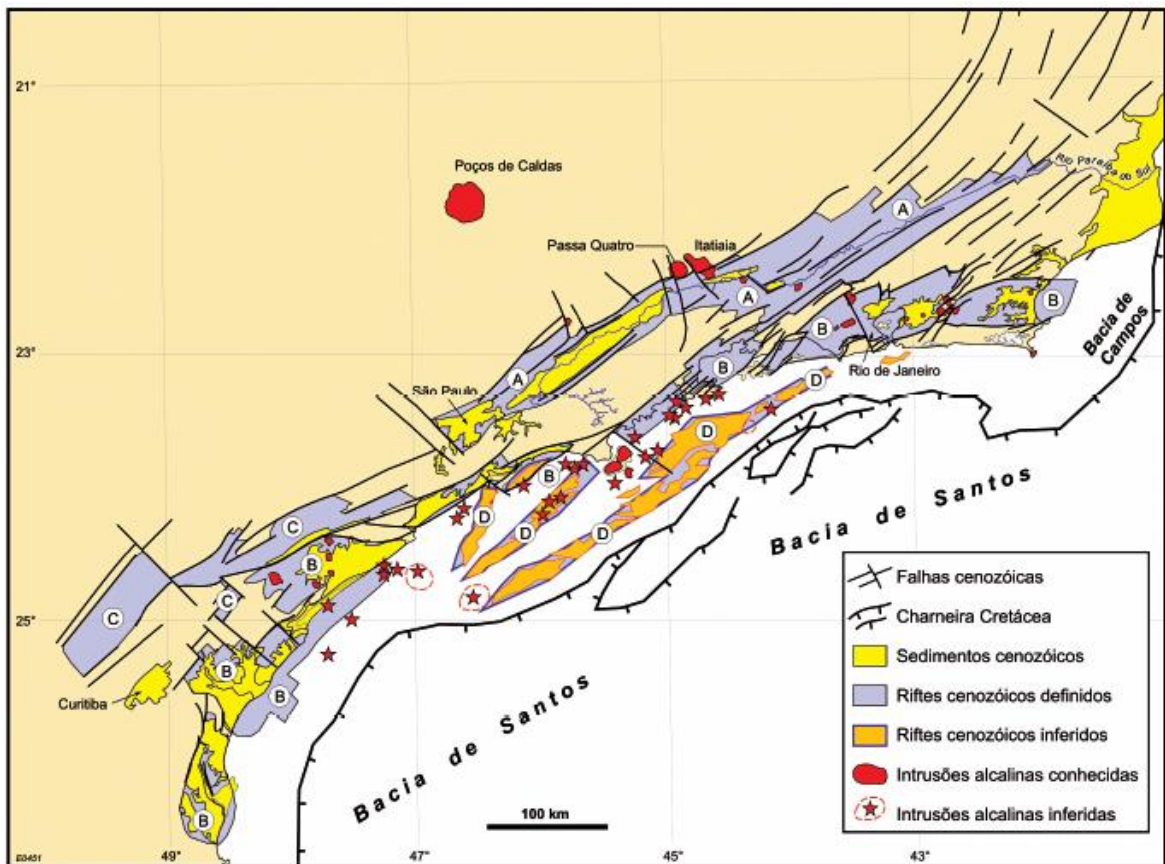 21°
Poços de Caldas
Rio Paraíba do Sul
Passa Quatro
Itatiaia
A
A
B
B
Bacia de
Campos
23°
B
Rio de Janeiro
A
D
São Paulo
D
B
Bacia de Santos
D
D
D
C
B
C
C
25°
B
B
Curitiba
Bacia de Santos
B
100 km
Falhas cenozóicas
Charneira Cretácea
Sedimentos cenozóicos
Riftes cenozóicos definidos
Riftes cenozóicos inferidos
Intrusões alcalinas conhecidas
Intrusões alcalinas inferidas
49°
47°
45°
43°